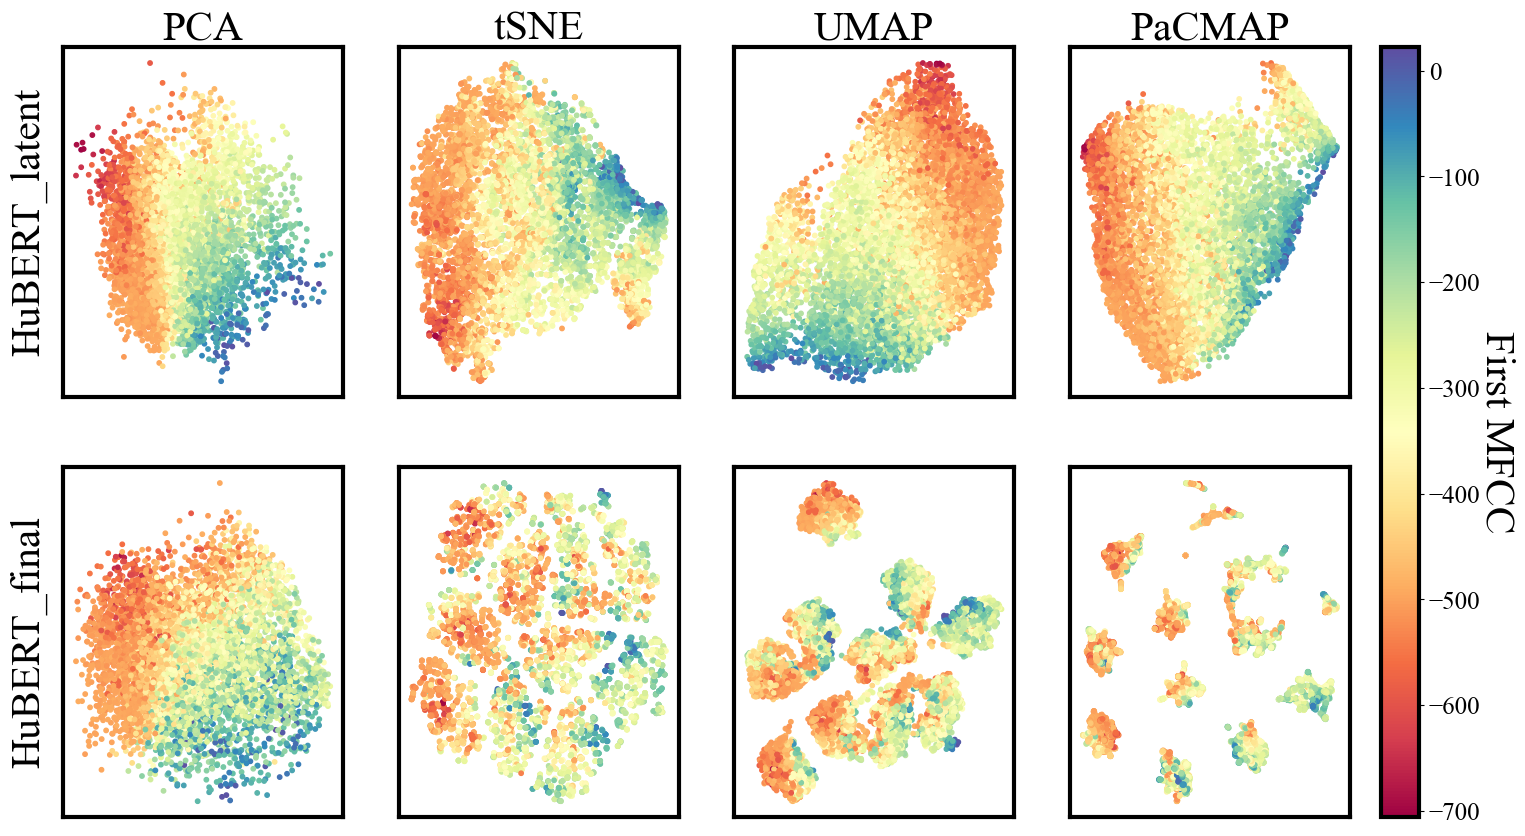 PCA
tSNE
UMAP
PaCMAP
HuBERT_latent
HuBERT_final
0
−100
−200
−300
−400
−500
−600
−700
First MFCC